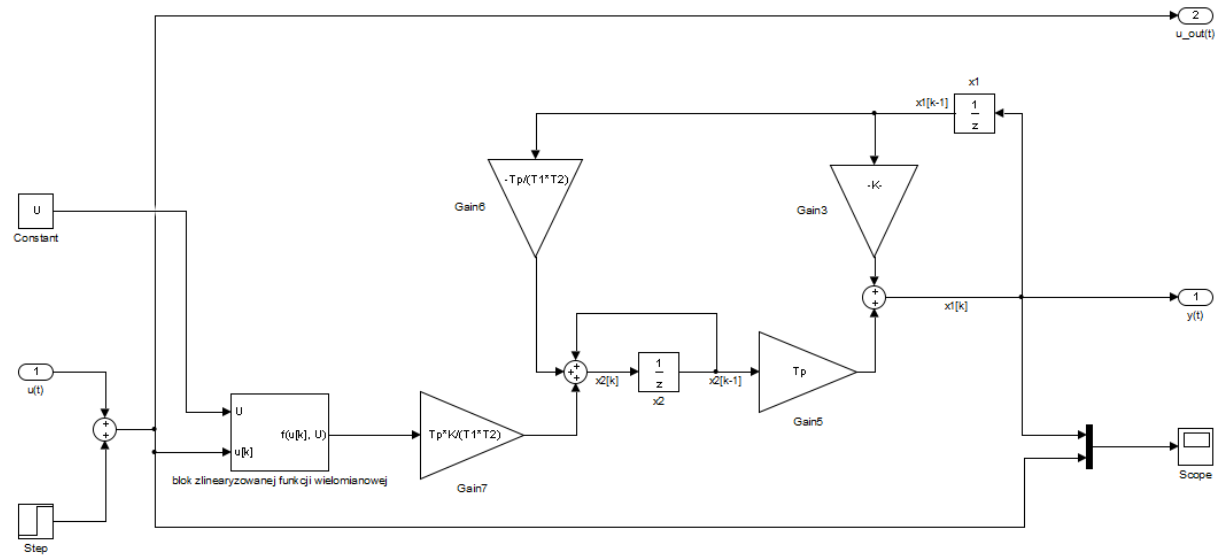 2
u_out(t)
x1
x1[k-1]
1
z
-Tp/(T1*T2)
Gain6
-K-
Gain3
U
Constant
+
+
x1[k]
1
y(t)
1
u(t)
+
+
+
+
x2[k]
1
z
x2
x2[k-1]
Tp
Gain5
+
+
U
u[k]
f(u[k], U)
blok zlinearyzowanej funkcji wielomianowej
Tp*K/(T1*T2)
Gain7
Scope
Step